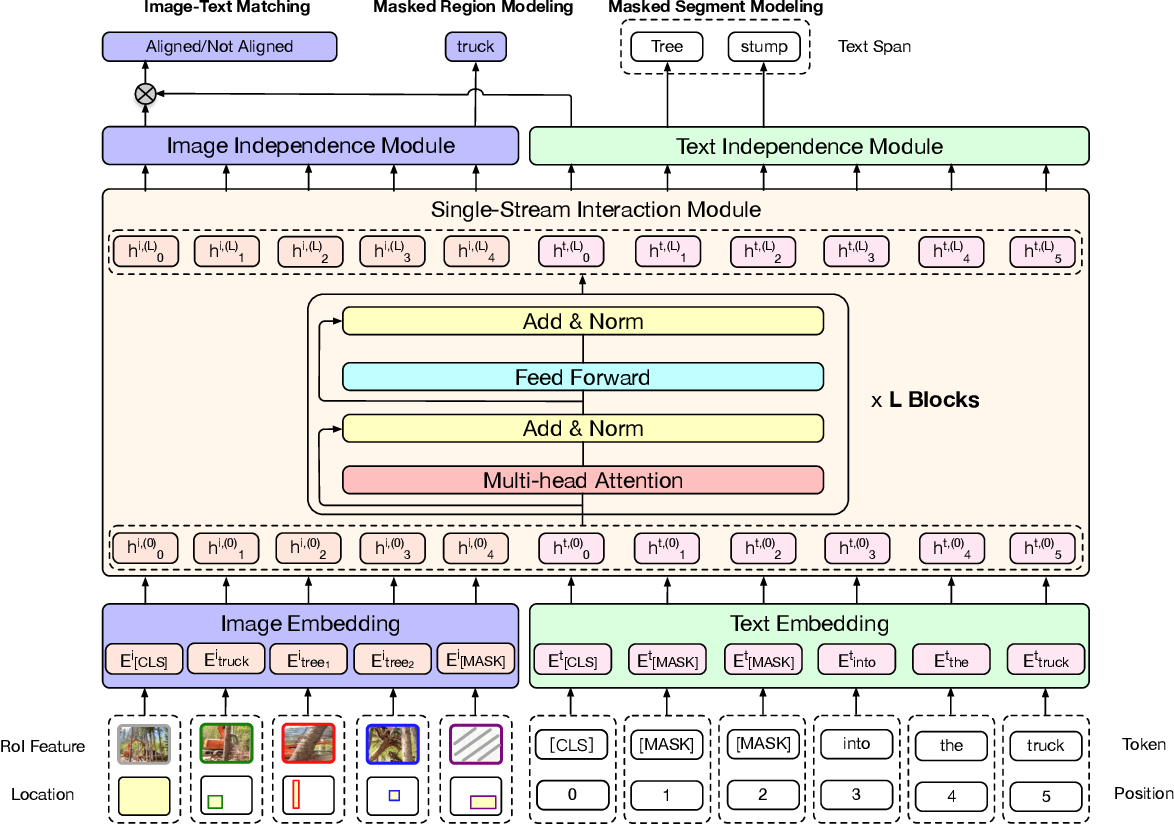 Image-Text Matching Masked Region Modeling Masked Segment Modeling
Aligned/Not Aligned truck Tree stump Text Span
Image Independence Module Text Independence Module
Single-Stream Interaction Module
h^{i,(L)}_0 h^{i,(L)}_1 h^{i,(L)}_2 h^{i,(L)}_3 h^{i,(L)}_4 h^{t,(L)}_0 h^{t,(L)}_1 h^{t,(L)}_2 h^{t,(L)}_3 h^{t,(L)}_4 h^{t,(L)}_5
Add & Norm
Feed Forward
x L Blocks
Add & Norm
Multi-head Attention
h^{i,(0)}_0 h^{i,(0)}_1 h^{i,(0)}_2 h^{i,(0)}_3 h^{i,(0)}_4 h^{t,(0)}_0 h^{t,(0)}_1 h^{t,(0)}_2 h^{t,(0)}_3 h^{t,(0)}_4 h^{t,(0)}_5
Image Embedding Text Embedding
E^i_{[CLS]} E^i_{truck} E^i_{tree_1} E^i_{tree_2} E^i_{[MASK]} E^t_{[CLS]} E^t_{[MASK]} E^t_{[MASK]} E^t_{into} E^t_{the} E^t_{truck}
RoI Feature [CLS] [MASK] [MASK] into the truck Token
Location 0 1 2 3 4 5 Position